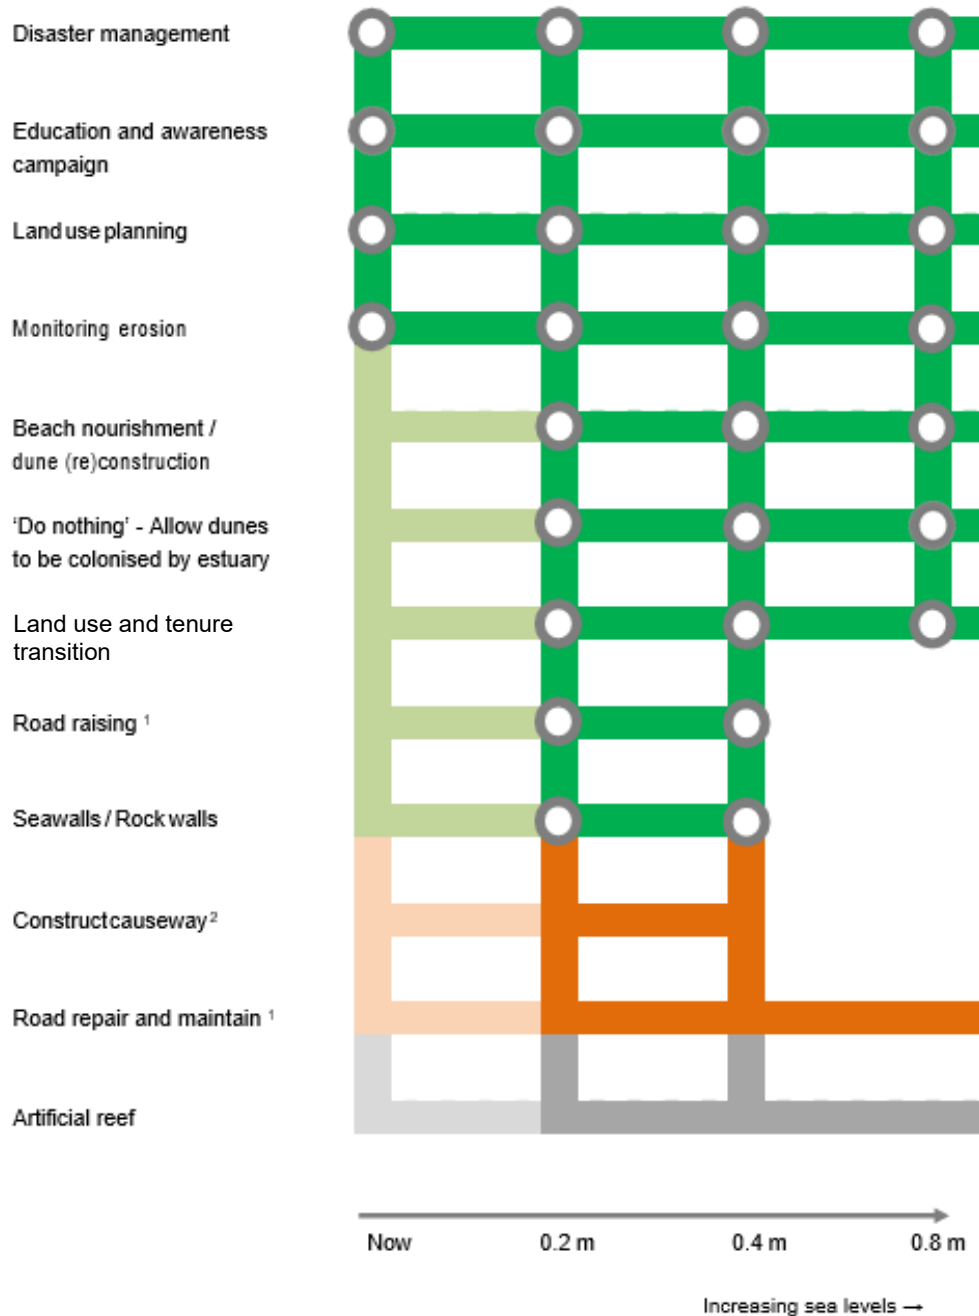 Disaster management
Education and awareness
campaign
Land use planning
Monitoring erosion
Beach nourishment /
dune (re)construction
‘Do nothing’ - Allow dunes
to be colonised by estuary
Land use and tenure
transition
Road raising ¹
Seawalls / Rock walls
Construct causeway ²
Road repair and maintain ¹
Artificial reef
Now 0.2 m 0.4 m 0.8 m
Increasing sea levels →